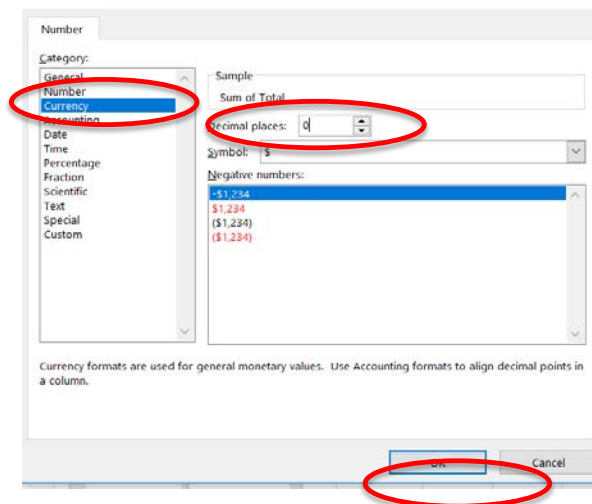 Number
Category:
General
Number
Currency
Accounting
Date
Time
Percentage
Fraction
Scientific
Text
Special
Custom
Sample
Sum of Total
Decimal places: 0
Symbol: $
Negative numbers:
-$1,234
$1,234
($1,234)
($1,234)
Currency formats are used for general monetary values. Use Accounting formats to align decimal points in
a column.
OK
Cancel